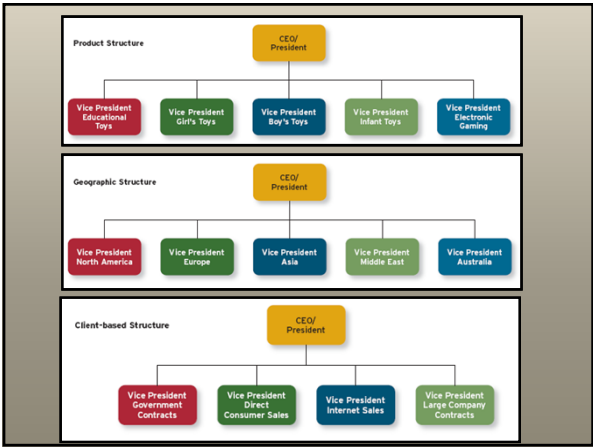 Product Structure
CEO/
President
Vice President
Educational
Toys
Vice President
Girl's Toys
Vice President
Boy's Toys
Vice President
Infant Toys
Vice President
Electronic
Gaming
Geographic Structure
CEO/
President
Vice President
North America
Vice President
Europe
Vice President
Asia
Vice President
Middle East
Vice President
Australia
Client-based Structure
CEO/
President
Vice President
Government
Contracts
Vice President
Direct
Consumer Sales
Vice President
Internet Sales
Vice President
Large Company
Contracts